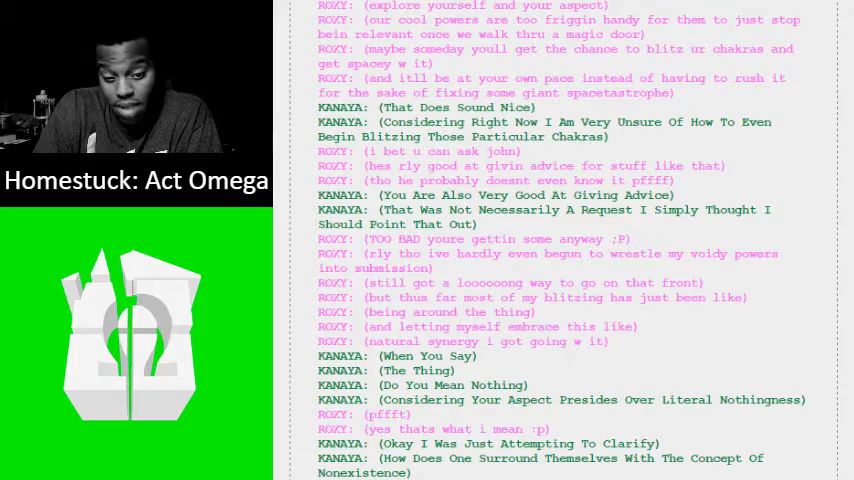 ROXY: (explore yourself and your aspect)
ROXY: (our cool powers are too friggin handy for them to just stop
bein relevant once we walk thru a magic door)
ROXY: (maybe someday youll get the chance to blitz ur chakras and
get spacey w it)
ROXY: (and itll be at your own pace instead of having to rush it
for the sake of fixing some giant spacetastrophe)
KANAYA: (That Does Sound Nice)
KANAYA: (Considering Right Now I Am Very Unsure Of How To Even
Begin Blitzing Those Particular Chakras)
ROXY: (i bet u can ask john)
ROXY: (hes rly good at givin advice for stuff like that)
ROXY: (tho he probably doesnt even know it pffff)
KANAYA: (You Are Also Very Good At Giving Advice)
KANAYA: (That Was Not Necessarily A Request I Simply Thought I
Should Point That Out)
ROXY: (TOO BAD youre gettin some anyway ;P)
ROXY: (rly tho ive hardly even begun to wrestle my voidy powers
into submission)
ROXY: (still got a loooooong way to go on that front)
ROXY: (but thus far most of my blitzing has just been like)
ROXY: (being around the thing)
ROXY: (and letting myself embrace this like)
ROXY: (natural synergy i got going w it)
KANAYA: (When You Say)
KANAYA: (The Thing)
KANAYA: (Do You Mean Nothing)
KANAYA: (Considering Your Aspect Presides Over Literal Nothingness)
ROXY: (pffft)
ROXY: (yes thats what i mean :p)
KANAYA: (Okay I Was Just Attempting To Clarify)
KANAYA: (How Does One Surround Themselves With The Concept Of
Nonexistence)
Homestuck: Act Omega